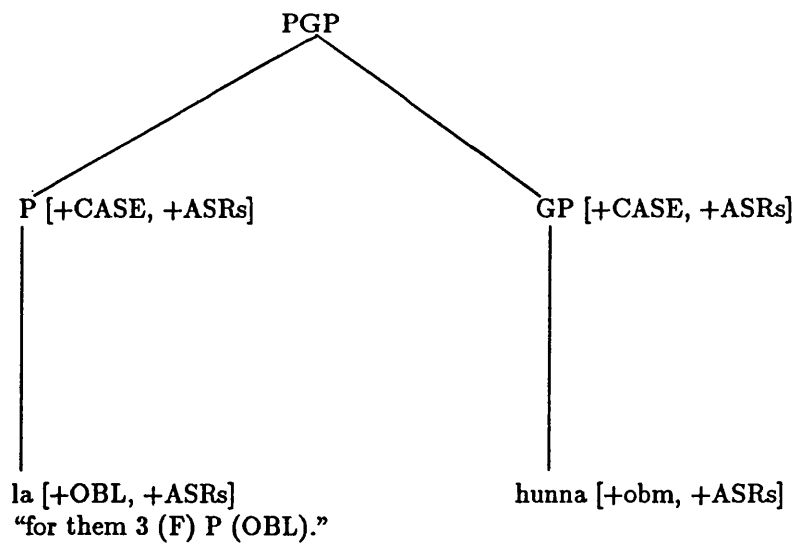 PGP
P [+CASE, +ASRs] GP [+CASE, +ASRs]
la [+OBL, +ASRs] hunna [+obm, +ASRs]
“for them 3 (F) P (OBL).”